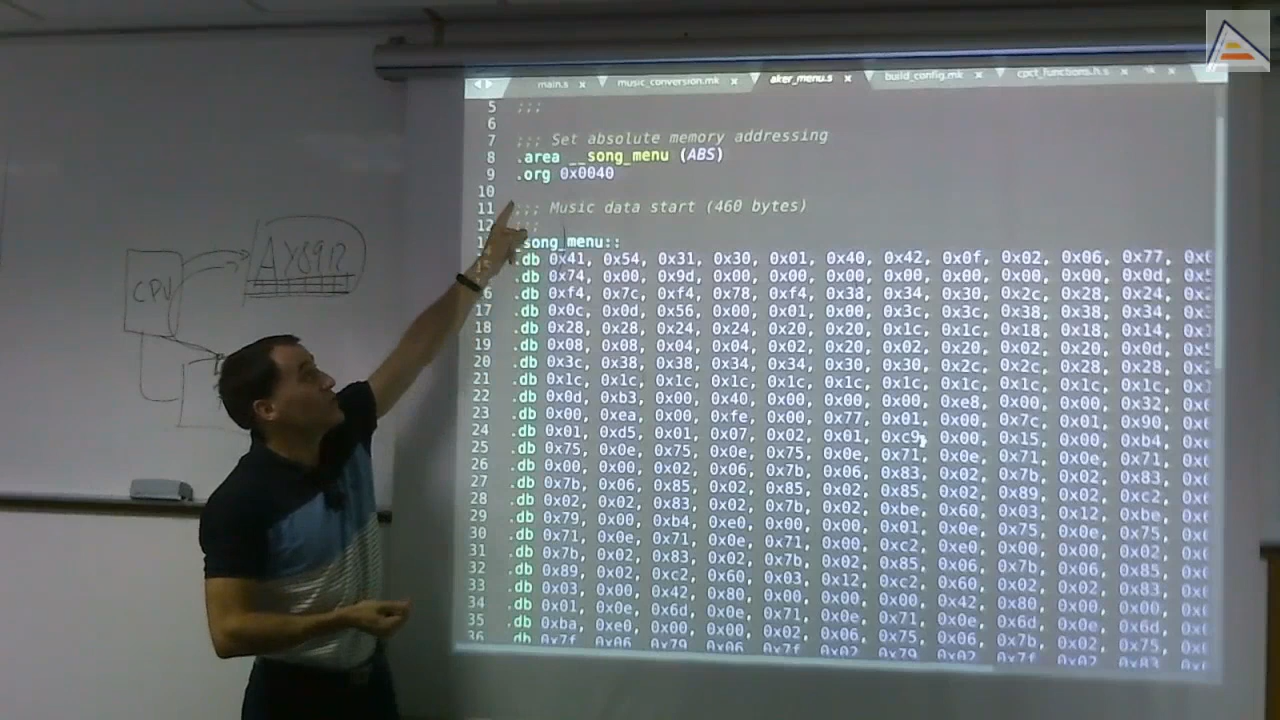 main.s x music_conversion.mk x aker_menu.s x build_config.mk x cpct_functions.h.s x
5 ;;;
6
7 ;;; Set absolute memory addressing
8 .area __song_menu (ABS)
9 .org 0x0040
10
11 ;;; Music data start (460 bytes)
12 ;;;
song_menu::
.db 0x41, 0x54, 0x31, 0x30, 0x01, 0x40, 0x42, 0x0f, 0x02, 0x06, 0x77,
.db 0x74, 0x00, 0x9d, 0x00, 0x00, 0x00, 0x00, 0x00, 0x00, 0x00, 0x0d,
.db 0xf4, 0x7c, 0xf4, 0x78, 0xf4, 0x38, 0x34, 0x30, 0x2c, 0x28, 0x24,
17 .db 0x0c, 0x0d, 0x56, 0x00, 0x01, 0x00, 0x3c, 0x3c, 0x38, 0x38, 0x34,
18 .db 0x28, 0x28, 0x24, 0x24, 0x20, 0x20, 0x1c, 0x1c, 0x18, 0x18, 0x14,
19 .db 0x08, 0x08, 0x04, 0x04, 0x02, 0x20, 0x02, 0x20, 0x02, 0x20, 0x0d,
20 .db 0x3c, 0x38, 0x38, 0x34, 0x34, 0x30, 0x30, 0x2c, 0x2c, 0x28, 0x28,
21 .db 0x1c, 0x1c, 0x1c, 0x1c, 0x1c, 0x1c, 0x1c, 0x1c, 0x1c, 0x1c, 0x1c,
22 .db 0x0d, 0xb3, 0x00, 0x40, 0x00, 0x00, 0x00, 0xe8, 0x00, 0x00, 0x32,
23 .db 0x00, 0xea, 0x00, 0xfe, 0x00, 0x77, 0x01, 0x00, 0x7c, 0x01, 0x90,
24 .db 0x01, 0xd5, 0x01, 0x07, 0x02, 0x01, 0xc9, 0x00, 0x15, 0x00, 0xb4,
25 .db 0x75, 0x0e, 0x75, 0x0e, 0x75, 0x0e, 0x71, 0x0e, 0x71, 0x0e, 0x71,
26 .db 0x00, 0x00, 0x02, 0x06, 0x7b, 0x06, 0x83, 0x02, 0x7b, 0x02, 0x83,
27 .db 0x7b, 0x06, 0x85, 0x02, 0x85, 0x02, 0x85, 0x02, 0x89, 0x02, 0xc2,
28 .db 0x02, 0x02, 0x83, 0x02, 0x7b, 0x02, 0xbe, 0x60, 0x03, 0x12, 0xbe,
29 .db 0x79, 0x00, 0xb4, 0xe0, 0x00, 0x00, 0x01, 0x0e, 0x75, 0x0e, 0x75,
30 .db 0x71, 0x0e, 0x71, 0x0e, 0x71, 0x00, 0xc2, 0xe0, 0x00, 0x00, 0x02,
31 .db 0x7b, 0x02, 0x83, 0x02, 0x7b, 0x02, 0x85, 0x06, 0x7b, 0x06, 0x85,
32 .db 0x89, 0x02, 0xc2, 0x60, 0x03, 0x12, 0xc2, 0x60, 0x02, 0x02, 0x83,
33 .db 0x03, 0x00, 0x42, 0x80, 0x00, 0x00, 0x00, 0x42, 0x80, 0x00, 0x00,
34 .db 0x01, 0x0e, 0x6d, 0x0e, 0x71, 0x0e, 0x71, 0x0e, 0x6d, 0x0e, 0x6d,
35 .db 0xba, 0xe0, 0x00, 0x00, 0x02, 0x06, 0x75, 0x06, 0x7b, 0x02, 0x75,
36 .db 0x7f, 0x06, 0x79, 0x06, 0x7f, 0x02, 0x79, 0x02, 0x7f, 0x02, 0x83,
CPU